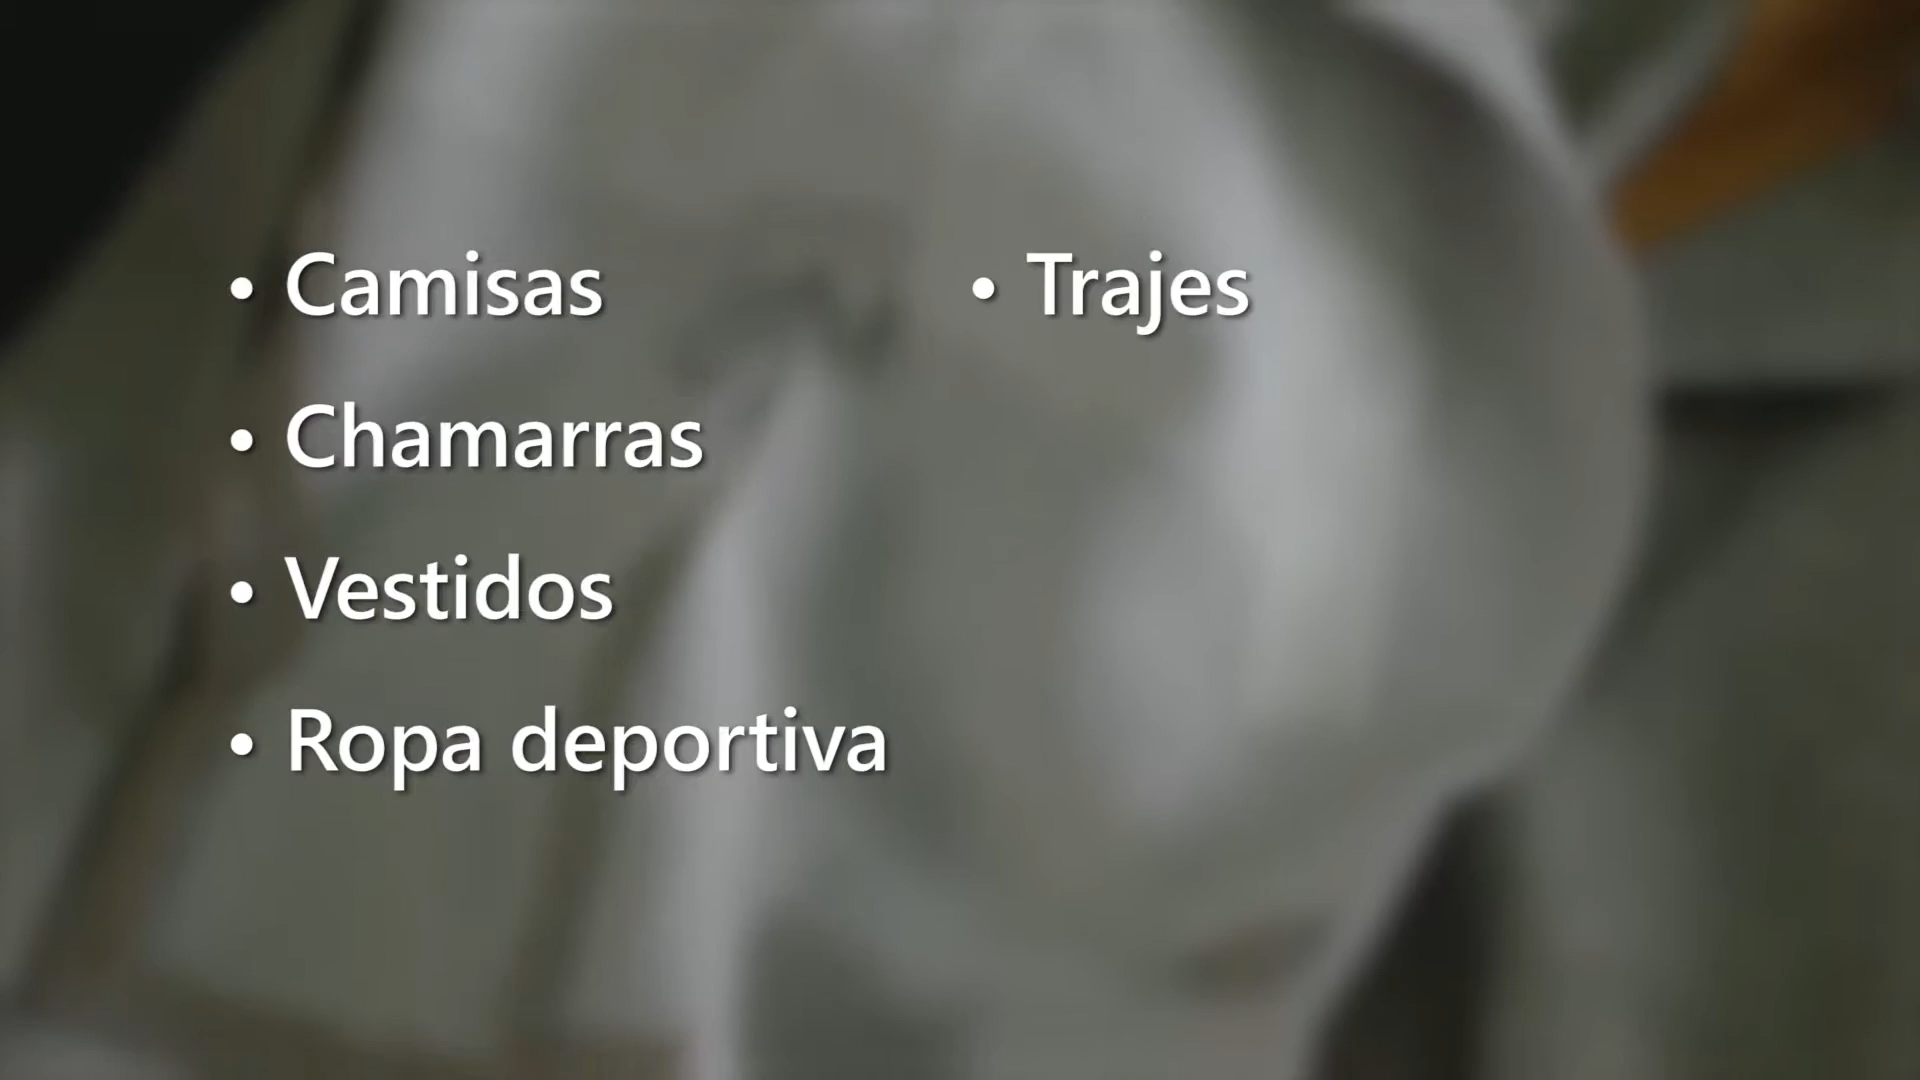 • Camisas
• Chamarras
• Vestidos
• Ropa deportiva
• Trajes